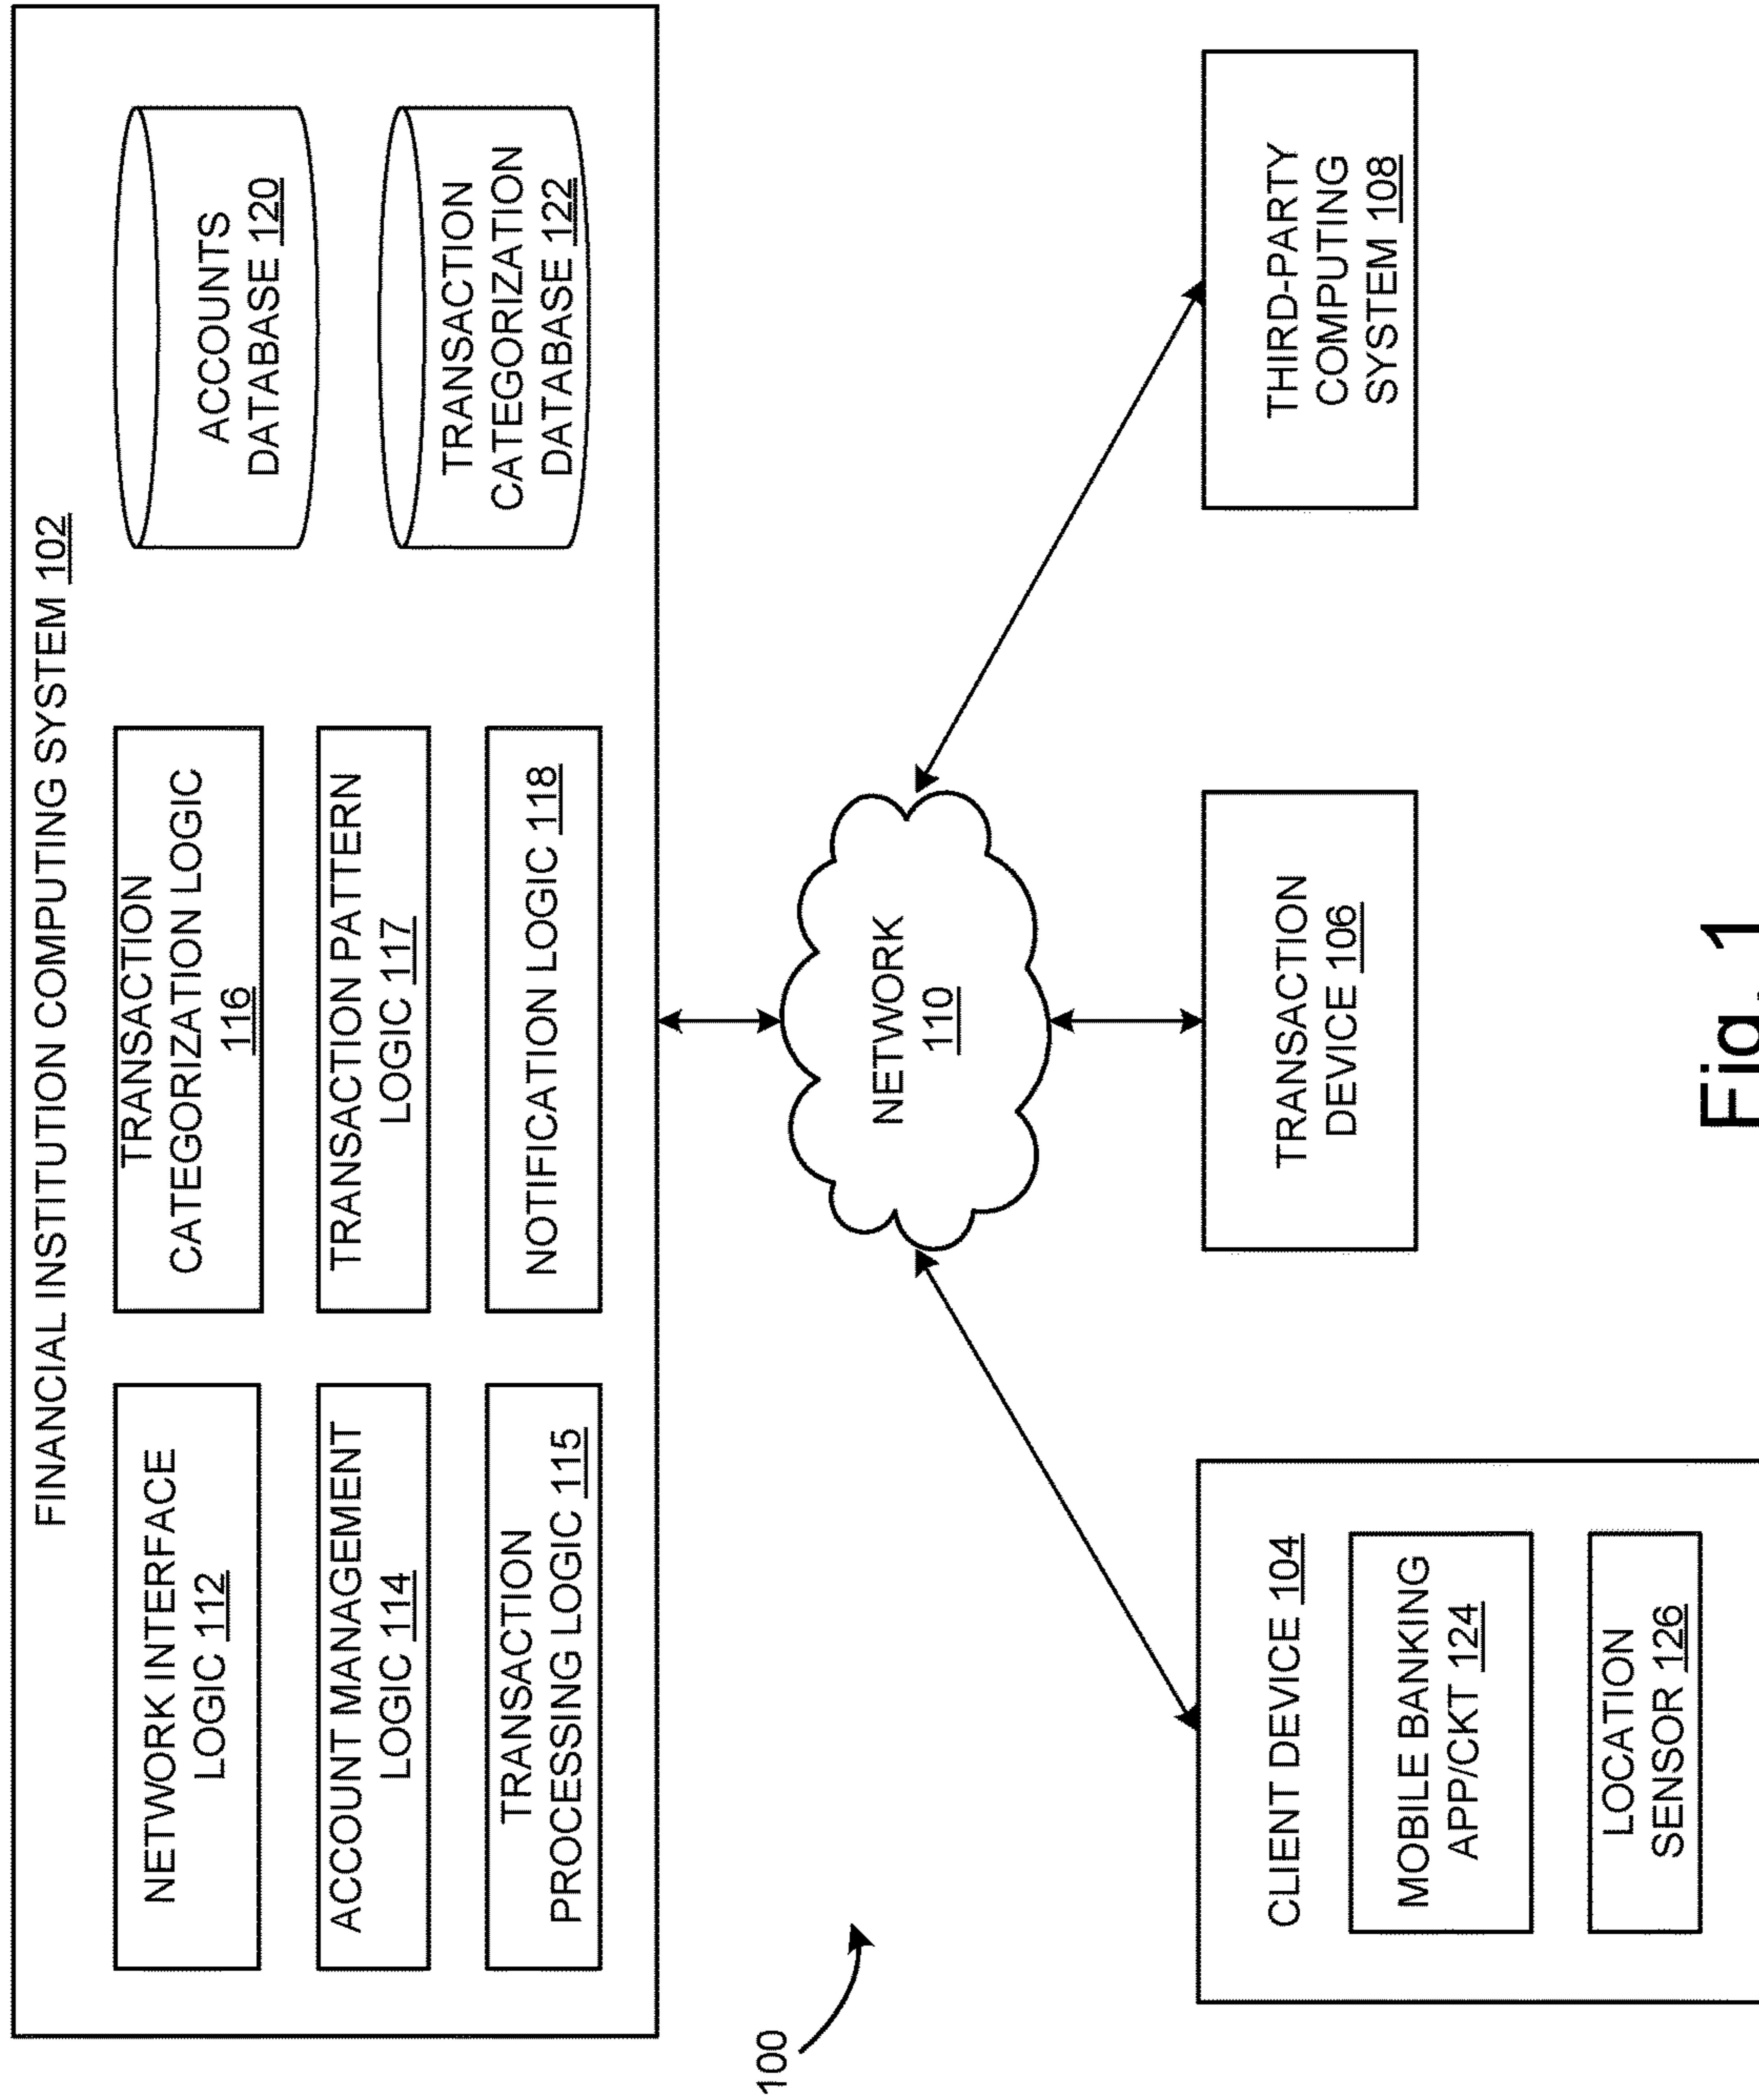 FINANCIAL INSTITUTION COMPUTING SYSTEM 102
NETWORK INTERFACE
LOGIC 112
ACCOUNT MANAGEMENT
LOGIC 114
TRANSACTION
PROCESSING LOGIC 115
TRANSACTION
CATEGORIZATION LOGIC
116
TRANSACTION PATTERN
LOGIC 117
NOTIFICATION LOGIC 118
ACCOUNTS
DATABASE 120
TRANSACTION
CATEGORIZATION
DATABASE 122
100
NETWORK
110
CLIENT DEVICE 104
MOBILE BANKING
APP/CKT 124
LOCATION
SENSOR 126
TRANSACTION
DEVICE 106
THIRD-PARTY
COMPUTING
SYSTEM 108
Fig. 1